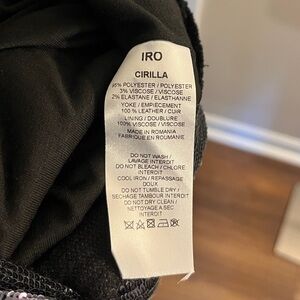 IRO
CIRILLA
95% POLYESTER / POLYESTER
3% VISCOSE / VISCOSE
2% ELASTANE / ELASTHANNE
YOKE / EMPIECEMENT
100 % LEATHER / CUIR
LINING / DOUBLURE
100% VISCOSE / VISCOSE
MADE IN ROMANIA
FABRIQUE EN ROUMANIE
DO NOT WASH /
LAVAGE INTERDIT
DO NOT BLEACH / CHLORE
INTERDIT
COOL IRON / REPASSAGE
DOUX
DO NOT TUMBLE DRY /
SECHAGE TAMBOUR INTERDIT
DO NOT DRY CLEAN /
NETTOYAGE A SEC
INTERDIT